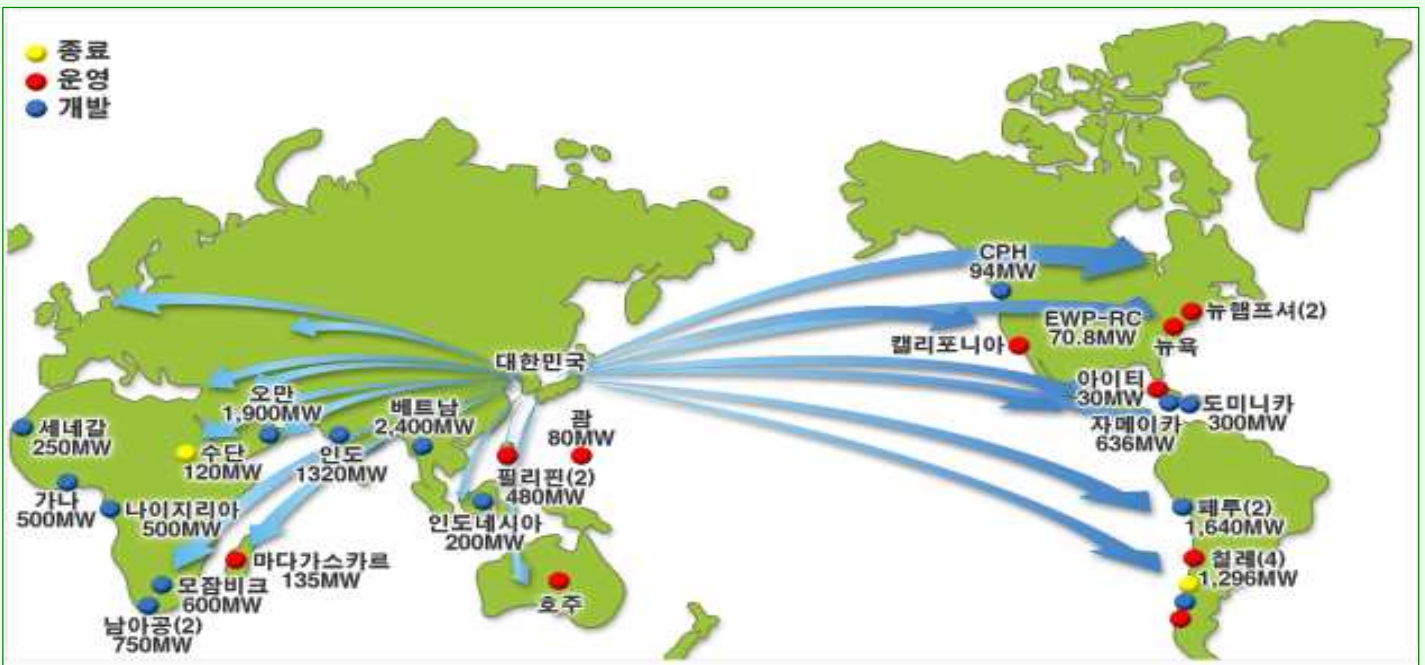 종료
운영
개발
CPH
94MW
뉴햄프셔(2)
EWP-RC
70.8MW
뉴욕
캘리포니아
대한민국
아이티
30MW
도미니카
300MW
자메이카
636MW
오만
1,900MW
베트남
2,400MW
괌
80MW
세네갈
250MW
수단
120MW
인도
1320MW
필리핀(2)
480MW
가나
500MW
나이지리아
500MW
인도네시아
200MW
페루(2)
1,640MW
마다가스카르
135MW
칠레(4)
1,296MW
모잠비크
600MW
호주
남아공(2)
750MW